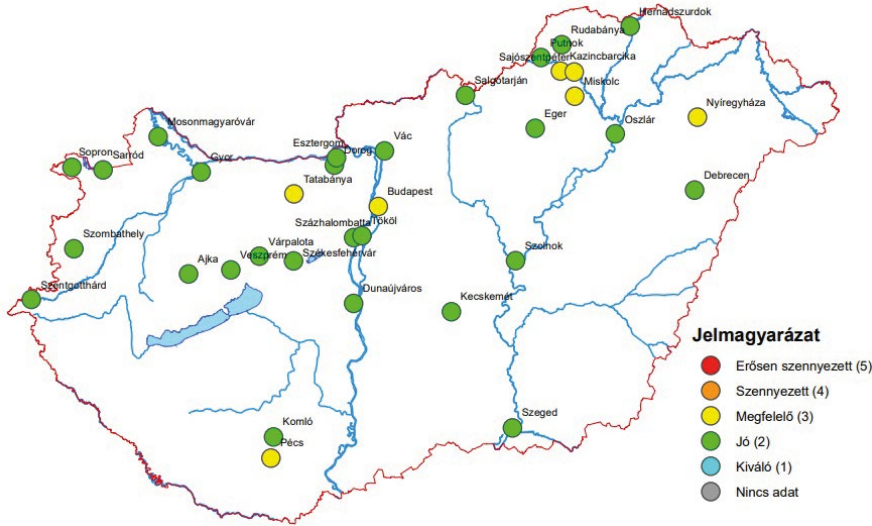 Hernádszurdok
Rudabánya
Putnok
Sajószentpéter
Kazincbarcika
Salgótarján
Miskolc
Nyíregyháza
Mosonmagyaróvár
Eger
Oszlár
Vác
Esztergom
Dorog
Sopron
Sarród
Gyor
Tatabánya
Debrecen
Budapest
Szombathely
Százhalombatta
Tököl
Várpalota
Ajka
Veszprém
Székesfehérvár
Szolnok
Szentgotthárd
Dunaújváros
Kecskemét
Komló
Pécs
Szeged
Jelmagyarázat
Erősen szennyezett (5)
Szennyezett (4)
Megfelelő (3)
Jó (2)
Kiváló (1)
Nincs adat